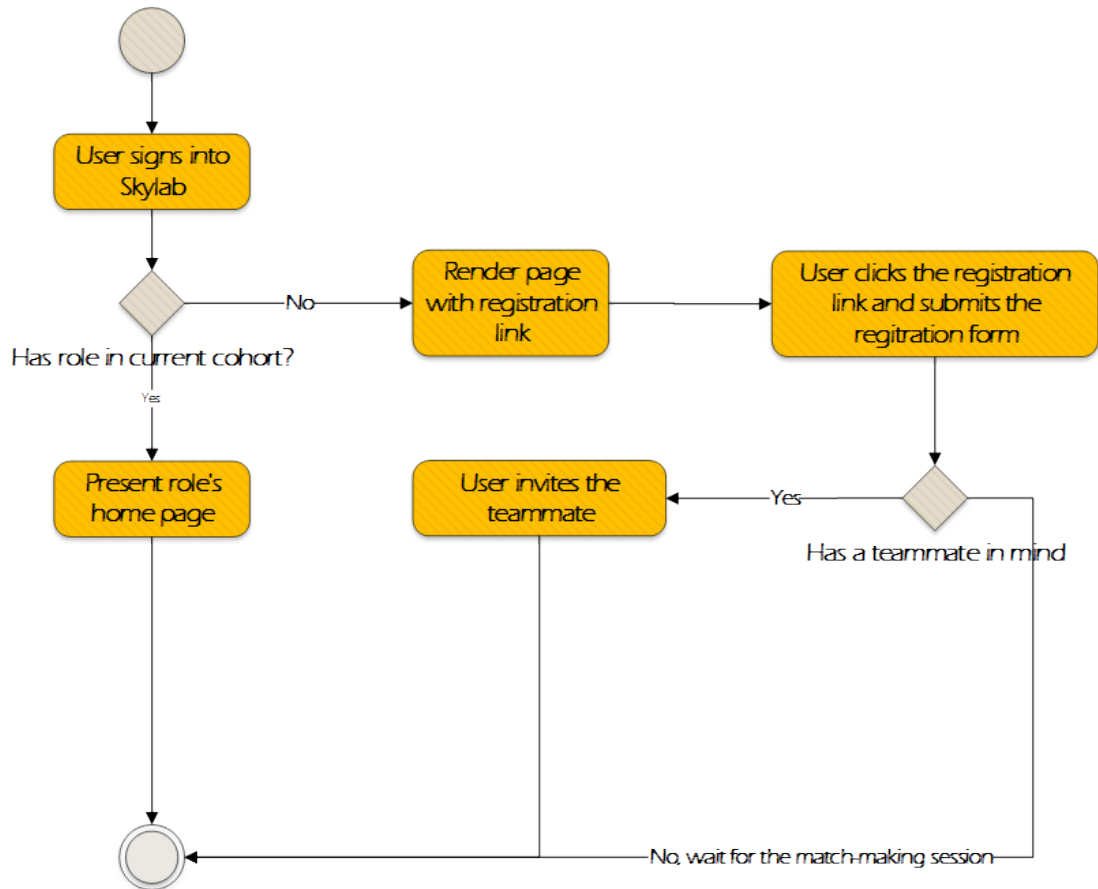 User signs into
Skylab
No
Render page
with registration
link
User clicks the registration
link and submits the
regitration form
Has role in current cohort?
Yes
Present role's
home page
User invites the
teammate
Yes
Has a teammate in mind
No, wait for the match-making session